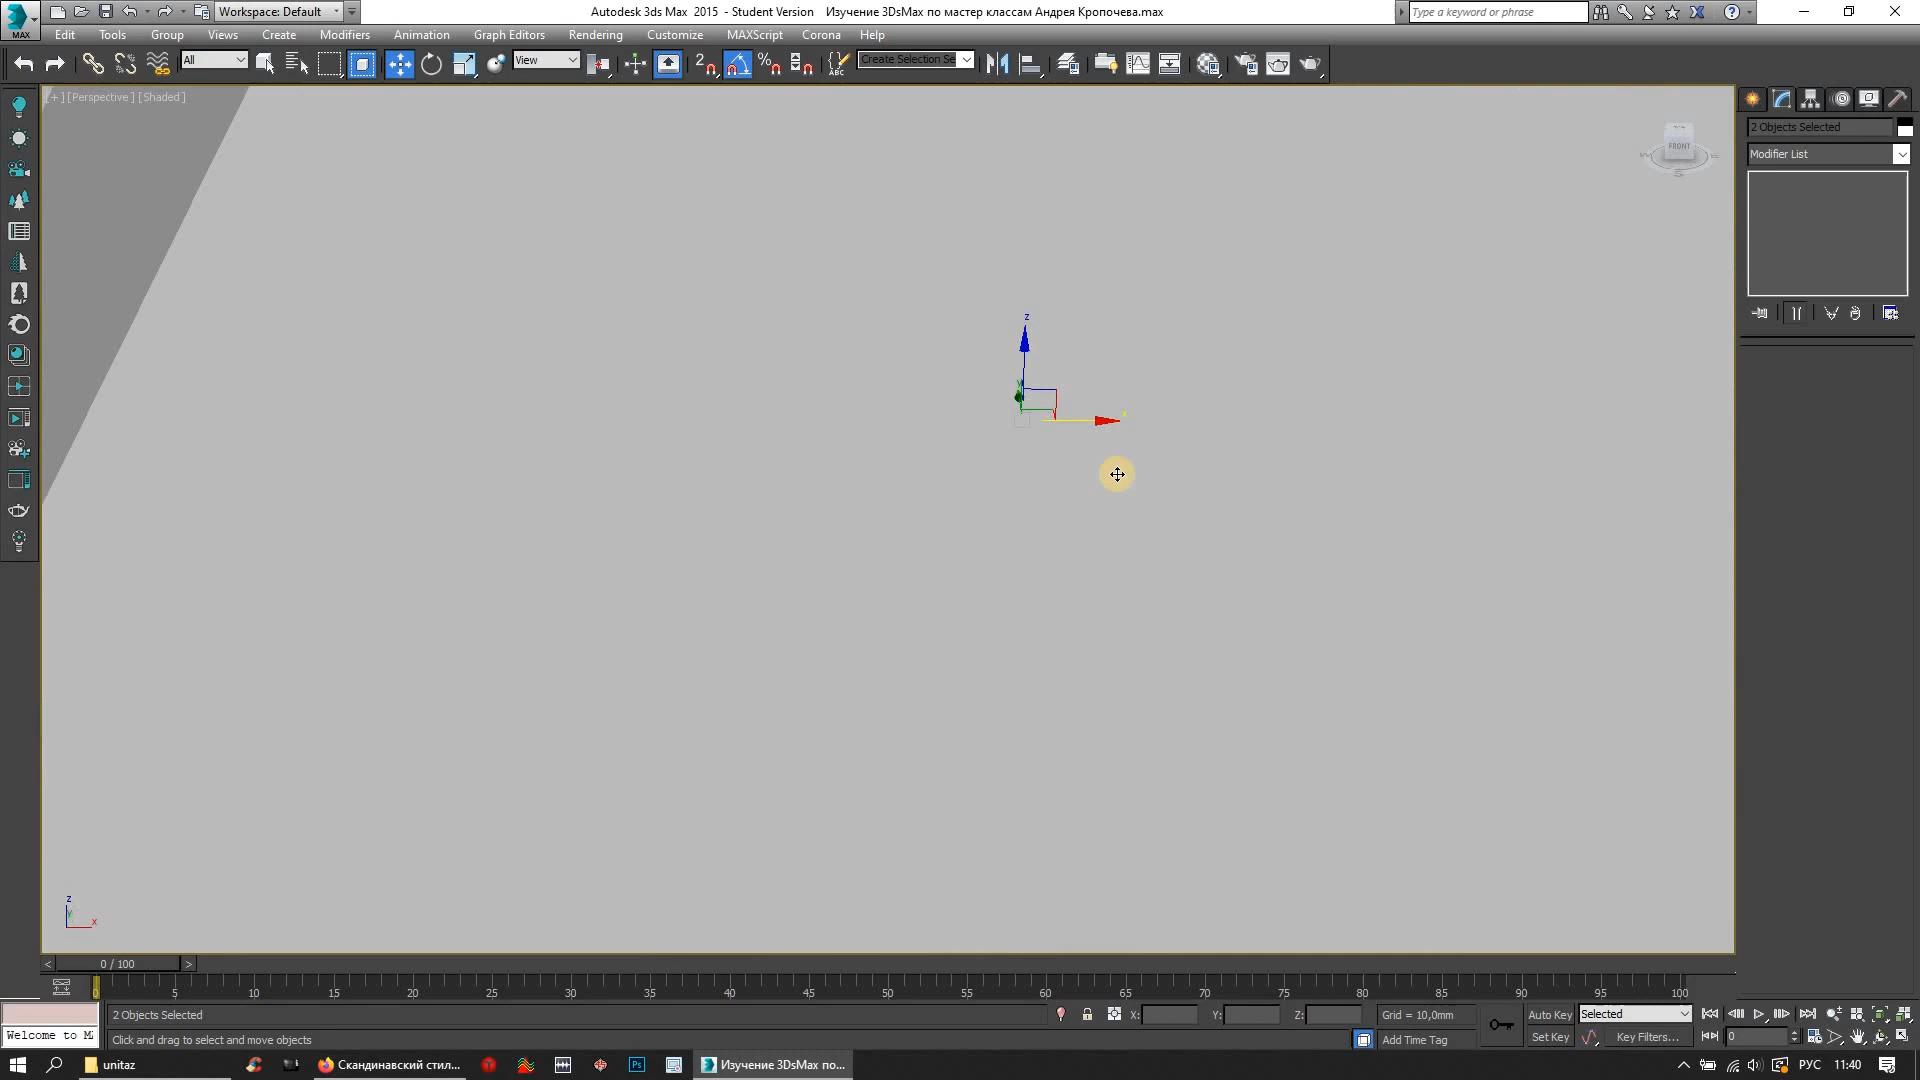 Workspace: Default
Autodesk 3ds Max 2015 - Student Version Изучение 3DsMax по мастер классам Андрея Кропочева.max
Type a keyword or phrase
MAX
Edit Tools Group Views Create Modifiers Animation Graph Editors Rendering Customize MAXScript Corona Help
All
View
2
ABC
Create Selection Se
[+][Perspective][Shaded]
FRONT
2 Objects Selected
Modifier List
z
y
x
z
y
x
< 0 / 100 >
0 5 10 15 20 25 30 35 40 45 50 55 60 65 70 75 80 85 90 95 100
2 Objects Selected
X: Y: Z:
Grid = 10,0mm
Auto Key
Selected
Welcome to M
Click and drag to select and move objects
Add Time Tag
Set Key
Key Filters...
0
unitaz
Скандинавский стил...
Ps
Изучение 3DsMax по...
РУС
11:40